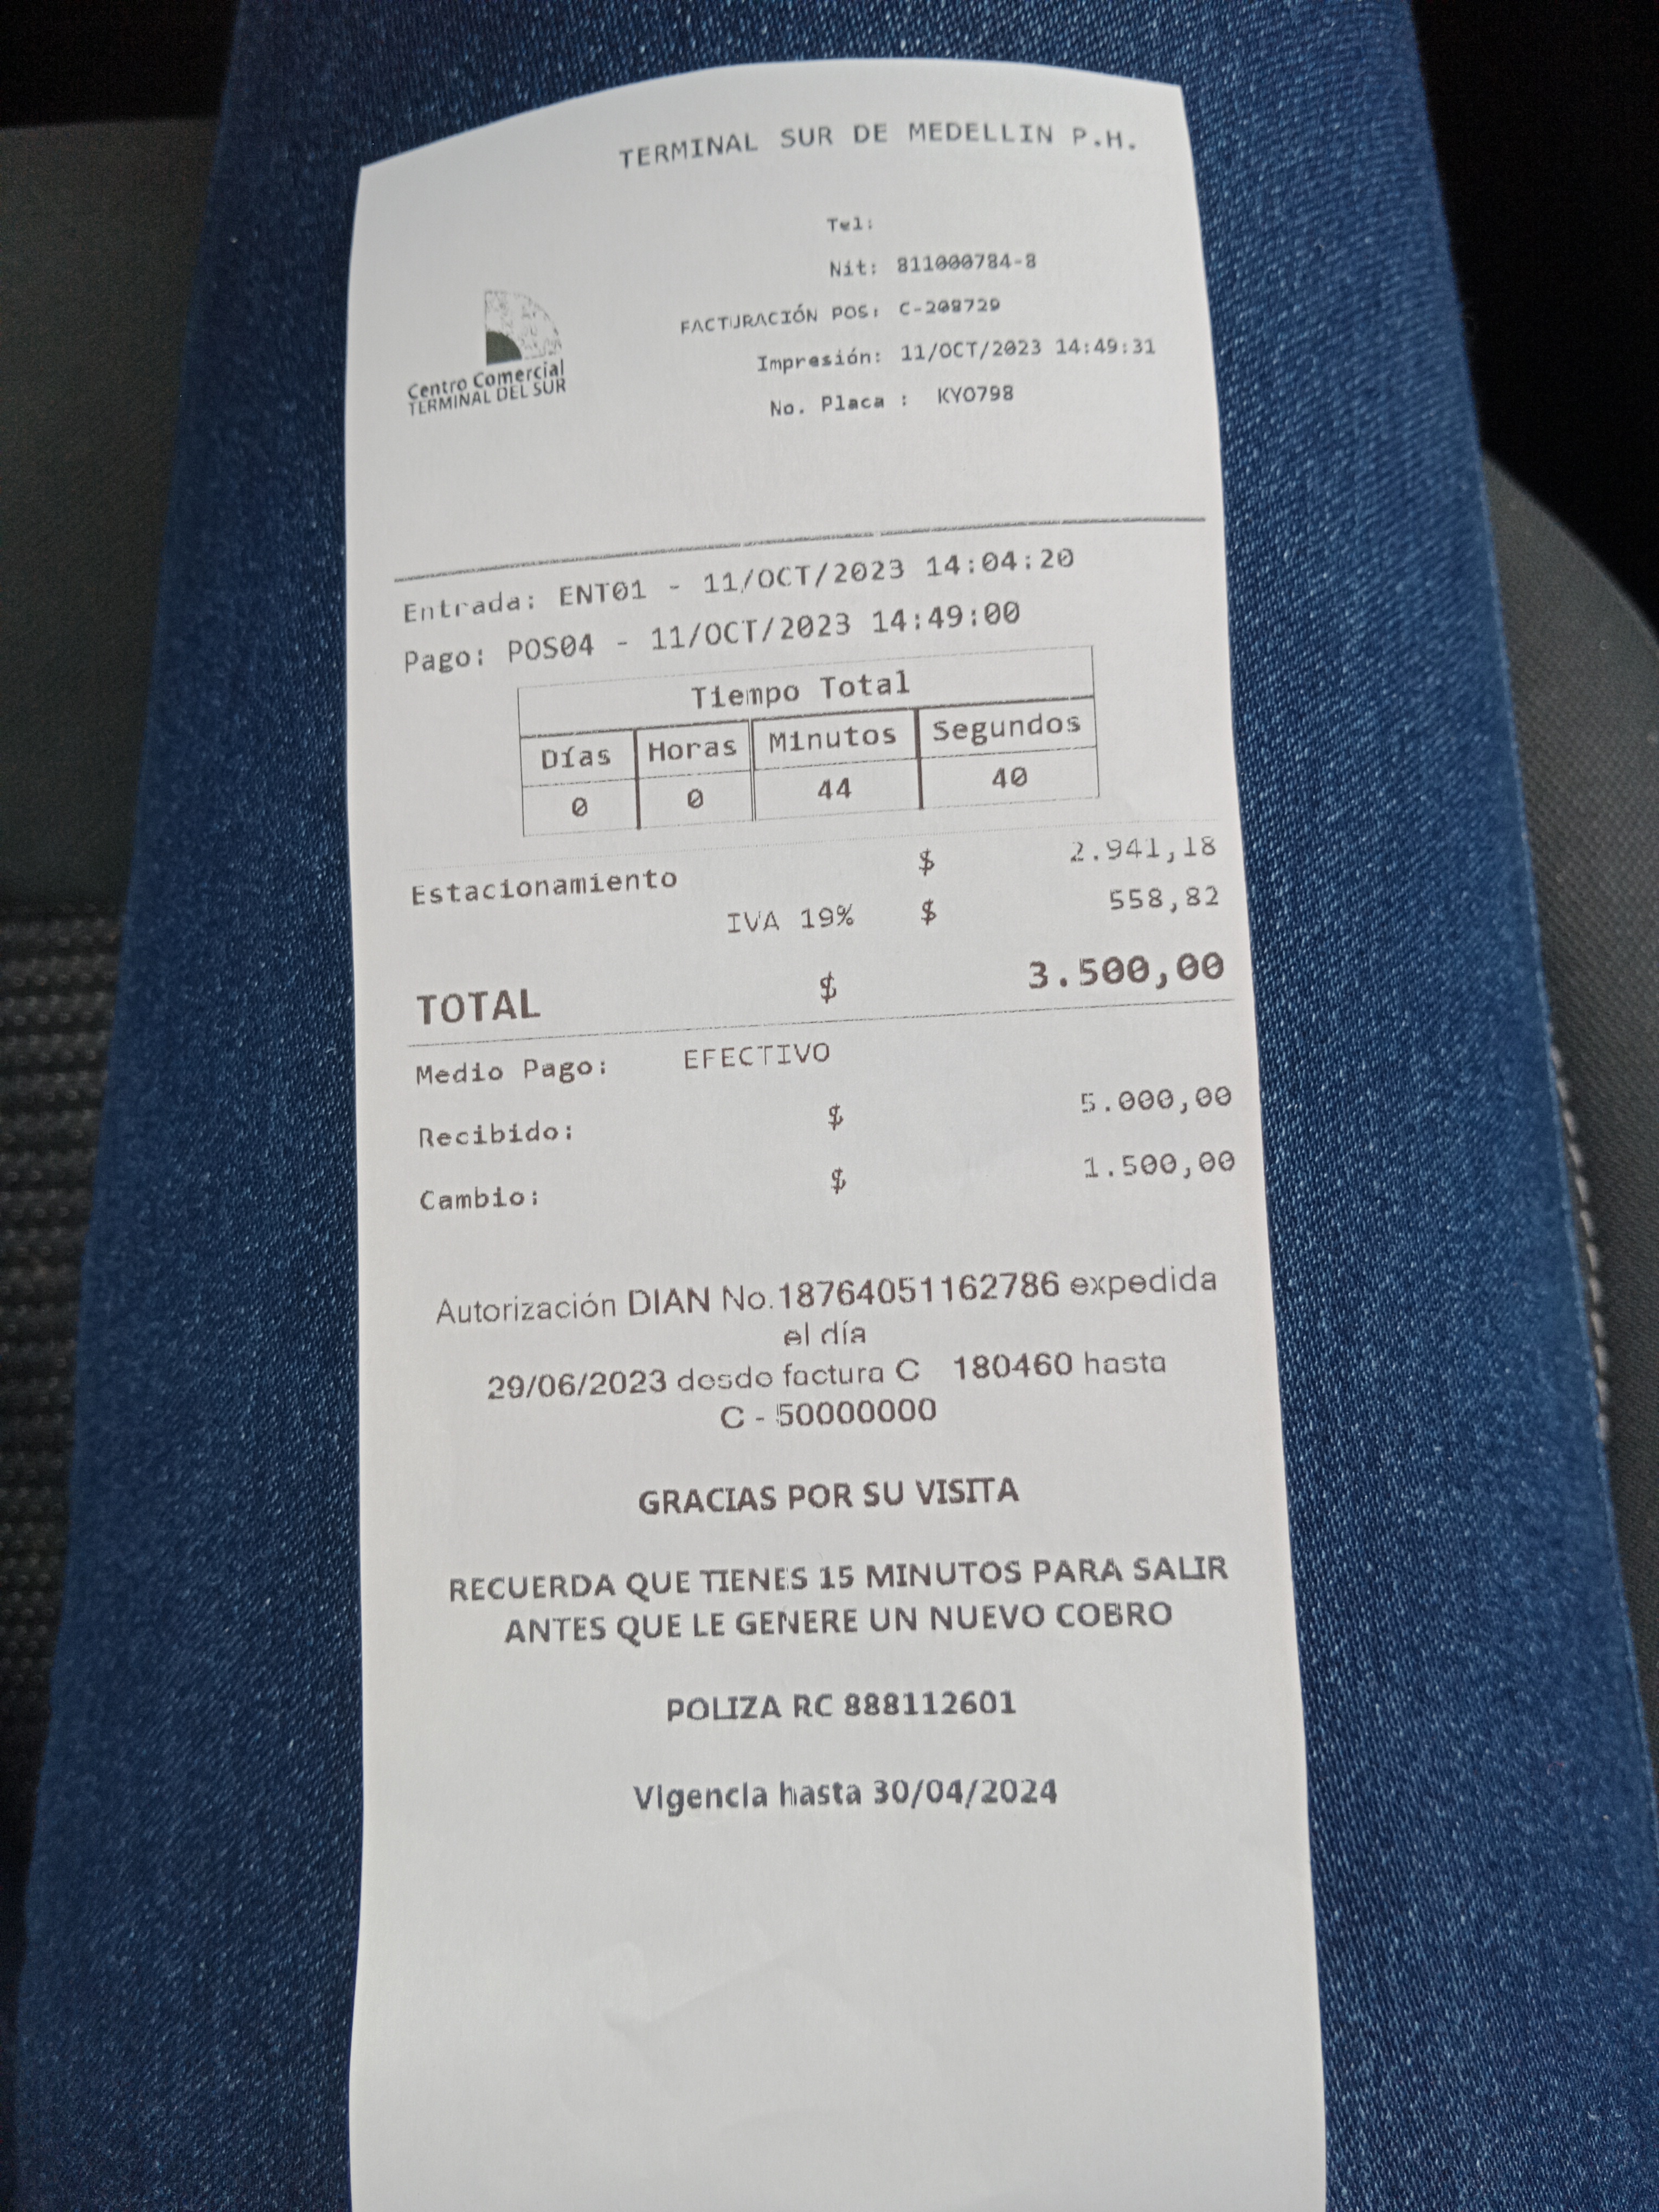 TERMINAL SUR DE MEDELLIN P.H.
Tel:
Nit: 811000784-8
FACTURACIÓN POS: C-208729
Impresión: 11/OCT/2023 14:49:31
No. Placa : KYO798
Centro Comercial
TERMINAL DEL SUR
Entrada: ENT01 - 11/OCT/2023 14:04:20
Pago: POS04 - 11/OCT/2023 14:49:00
Tiempo Total
Días Horas Minutos Segundos
0 0 44 40
Estacionamiento $ 2.941,18
IVA 19% $ 558,82
TOTAL $ 3.500,00
Medio Pago: EFECTIVO
Recibido: $ 5.000,00
Cambio: $ 1.500,00
Autorización DIAN No.18764051162786 expedida
el día
29/06/2023 desde factura C 180460 hasta
C - 50000000
GRACIAS POR SU VISITA
RECUERDA QUE TIENES 15 MINUTOS PARA SALIR
ANTES QUE LE GENERE UN NUEVO COBRO
POLIZA RC 888112601
Vigencia hasta 30/04/2024